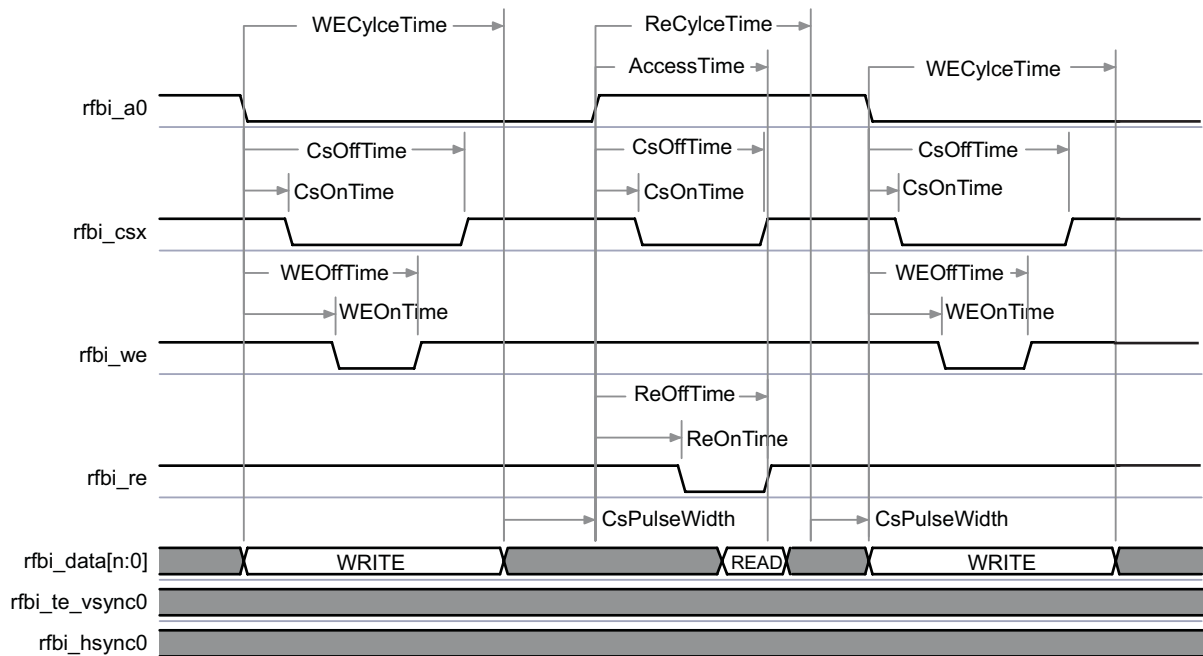 WECylceTime
ReCylceTime
AccessTime
WECylceTime
rfbi_a0
CsOffTime
CsOffTime
CsOffTime
CsOnTime
CsOnTime
CsOnTime
rfbi_csx
WEOffTime
WEOffTime
WEOnTime
WEOnTime
rfbi_we
ReOffTime
ReOnTime
rfbi_re
CsPulseWidth
CsPulseWidth
rfbi_data[n:0]
WRITE
READ
WRITE
rfbi_te_vsync0
rfbi_hsync0